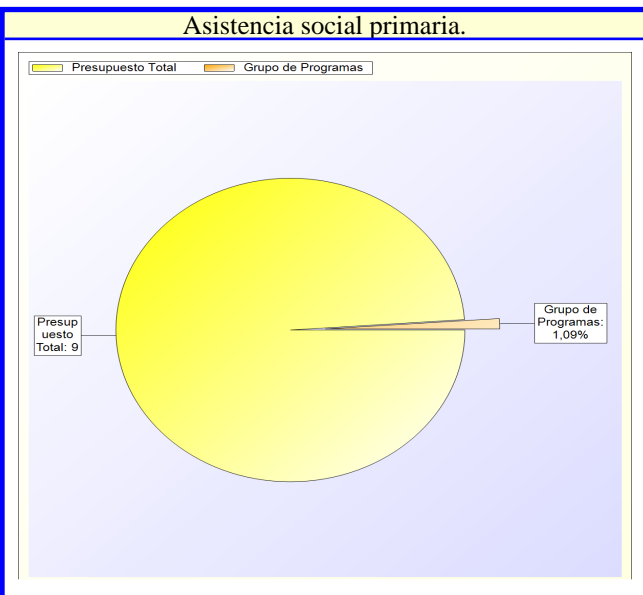 Asistencia social primaria.
Presupuesto Total
Grupo de Programas
Presup
uesto
Total: 9
Grupo de
Programas:
1,09%